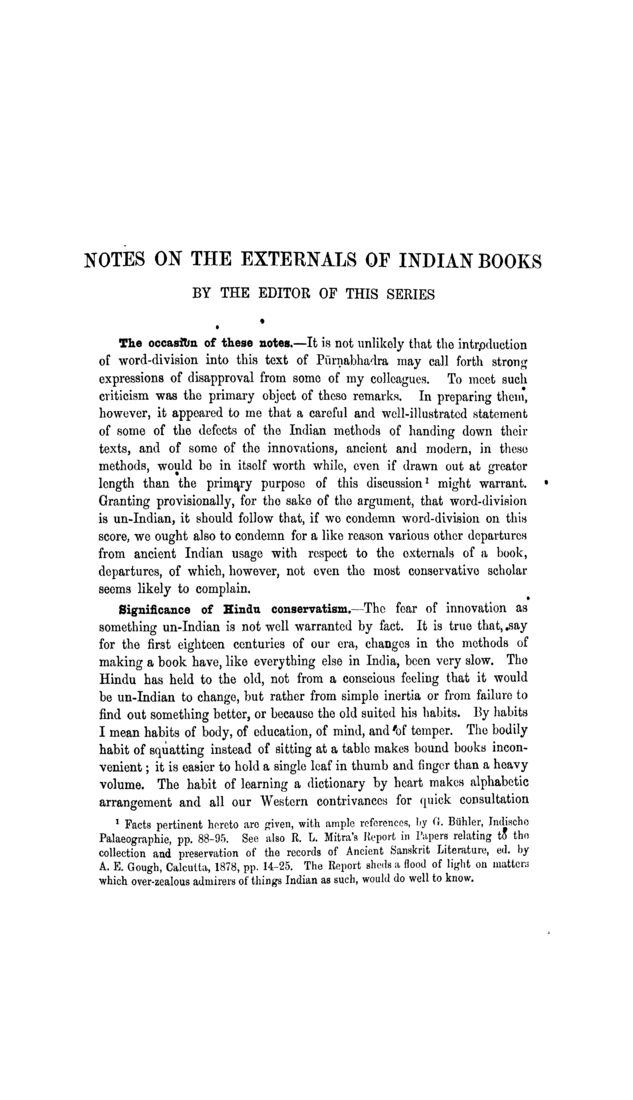 NOTES ON THE EXTERNALS OF INDIAN BOOKS
BY THE EDITOR OF THIS SERIES
The occasion of these notes.—It is not unlikely that the introduction
of word-division into this text of Pūrṇabhadra may call forth strong
expressions of disapproval from some of my colleagues. To meet such
criticism was the primary object of these remarks. In preparing them,
however, it appeared to me that a careful and well-illustrated statement
of some of the defects of the Indian methods of handing down their
texts, and of some of the innovations, ancient and modern, in these
methods, would be in itself worth while, even if drawn out at greater
length than the primary purpose of this discussion¹ might warrant.
Granting provisionally, for the sake of the argument, that word-division
is un-Indian, it should follow that, if we condemn word-division on this
score, we ought also to condemn for a like reason various other departures
from ancient Indian usage with respect to the externals of a book,
departures, of which, however, not even the most conservative scholar
seems likely to complain.
Significance of Hindu conservatism.—The fear of innovation as
something un-Indian is not well warranted by fact. It is true that, say
for the first eighteen centuries of our era, changes in the methods of
making a book have, like everything else in India, been very slow. The
Hindu has held to the old, not from a conscious feeling that it would
be un-Indian to change, but rather from simple inertia or from failure to
find out something better, or because the old suited his habits. By habits
I mean habits of body, of education, of mind, and of temper. The bodily
habit of squatting instead of sitting at a table makes bound books incon-
venient; it is easier to hold a single leaf in thumb and finger than a heavy
volume. The habit of learning a dictionary by heart makes alphabetic
arrangement and all our Western contrivances for quick consultation
¹ Facts pertinent hereto are given, with ample references, by G. Bühler, Indische
Palaeographie, pp. 88-95. See also R. L. Mitra's Report in Papers relating to the
collection and preservation of the records of Ancient Sanskrit Literature, ed. by
A. E. Gough, Calcutta, 1878, pp. 14-25. The Report sheds a flood of light on matters
which over-zealous admirers of things Indian as such, would do well to know.